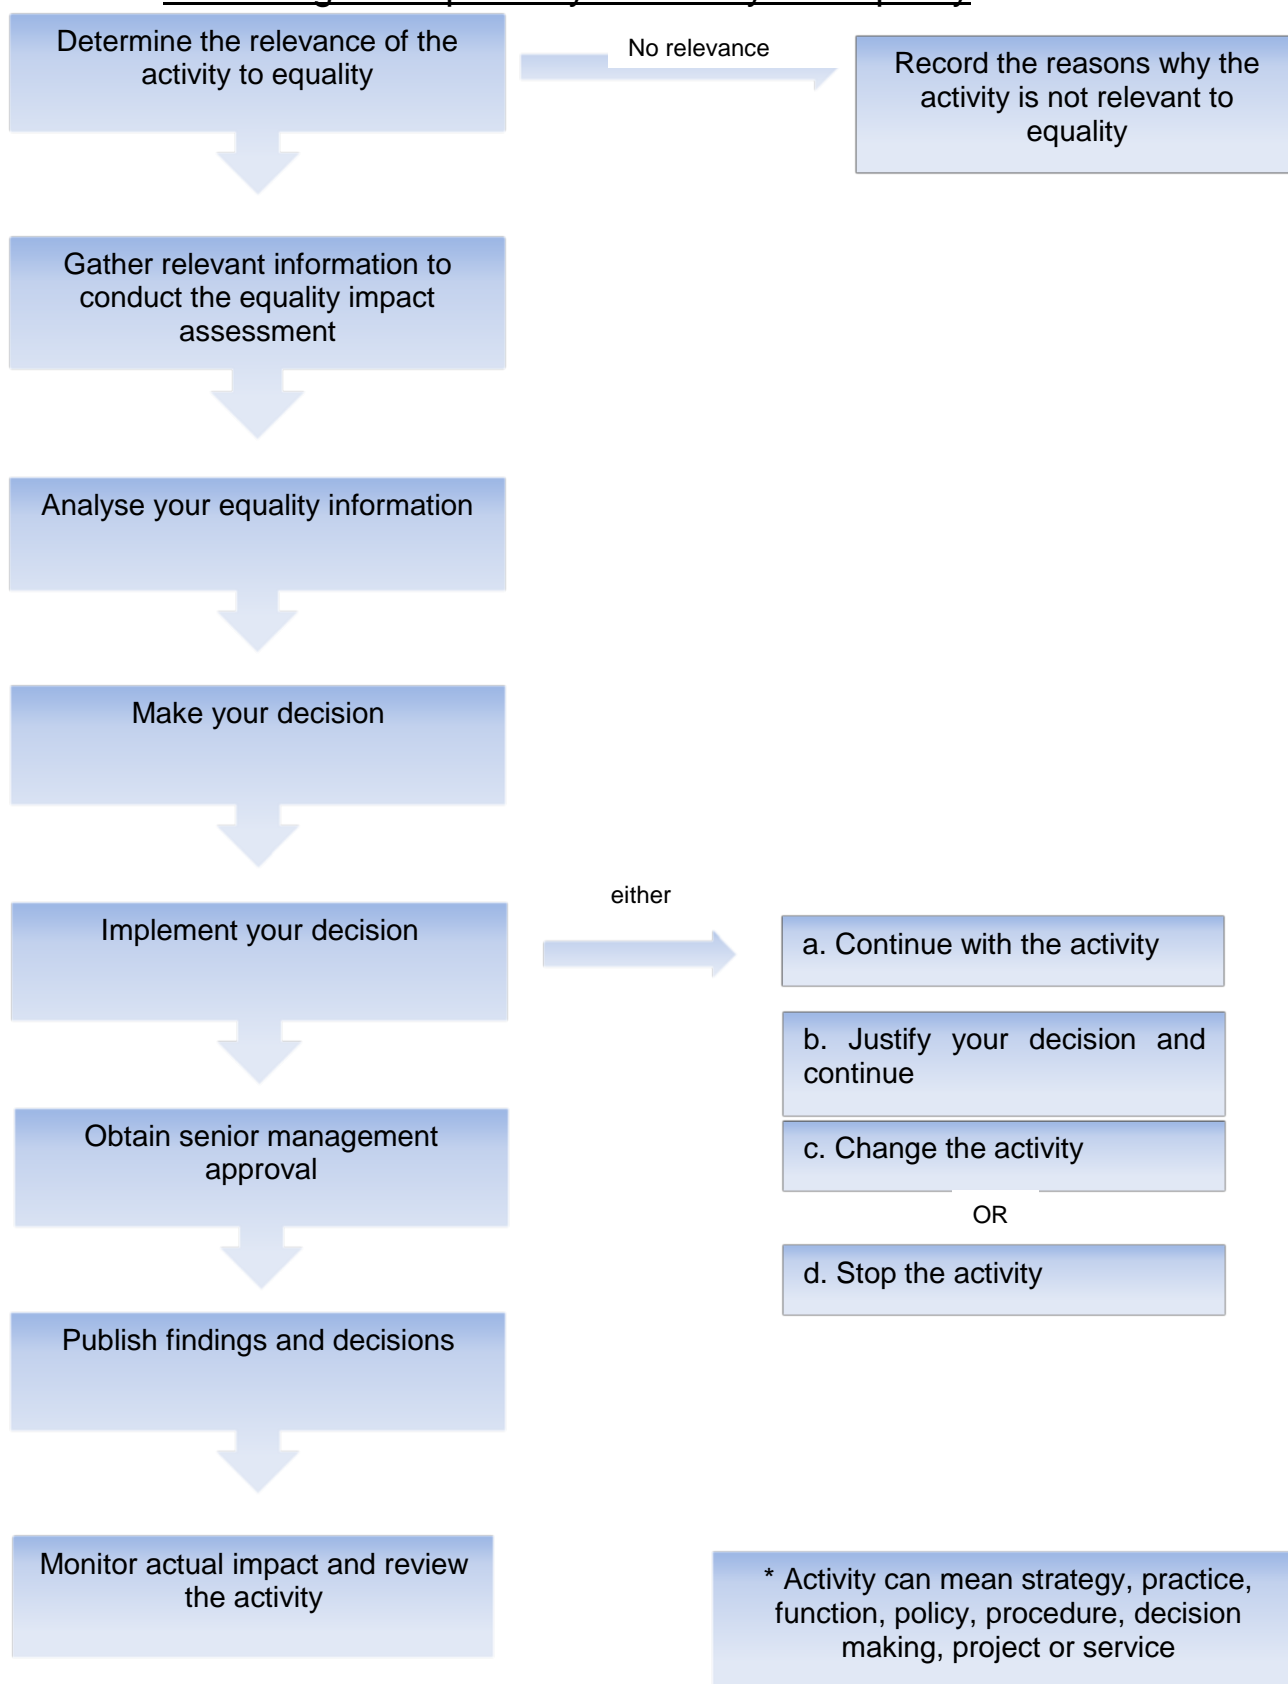 Determine the relevance of the
activity to equality
No relevance
Record the reasons why the
activity is not relevant to
equality
Gather relevant information to
conduct the equality impact
assessment
Analyse your equality information
Make your decision
Implement your decision
either
a. Continue with the activity
b. Justify your decision and
continue
c. Change the activity
OR
d. Stop the activity
Obtain senior management
approval
Publish findings and decisions
Monitor actual impact and review
the activity
* Activity can mean strategy, practice,
function, policy, procedure, decision
making, project or service